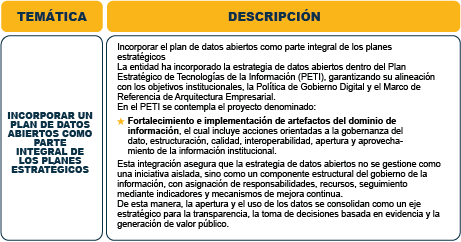 TEMÁTICA
DESCRIPCIÓN
INCORPORAR UN
PLAN DE DATOS
ABIERTOS COMO
PARTE
INTEGRAL DE
LOS PLANES
ESTRATÉGICOS
Incorporar el plan de datos abiertos como parte integral de los planes
estratégicos
La entidad ha incorporado la estrategia de datos abiertos dentro del Plan
Estratégico de Tecnologías de la Información (PETI), garantizando su alineación
con los objetivos institucionales, la Política de Gobierno Digital y el Marco de
Referencia de Arquitectura Empresarial.
En el PETI se contempla el proyecto denominado:
★ Fortalecimiento e implementación de artefactos del dominio de
información, el cual incluye acciones orientadas a la gobernanza del
dato, estructuración, calidad, interoperabilidad, apertura y aprovecha-
miento de la información institucional.
Esta integración asegura que la estrategia de datos abiertos no se gestione como
una iniciativa aislada, sino como un componente estructural del gobierno de la
información, con asignación de responsabilidades, recursos, seguimiento
mediante indicadores y mecanismos de mejora continua.
De esta manera, la apertura y el uso de los datos se consolidan como un eje
estratégico para la transparencia, la toma de decisiones basada en evidencia y la
generación de valor público.